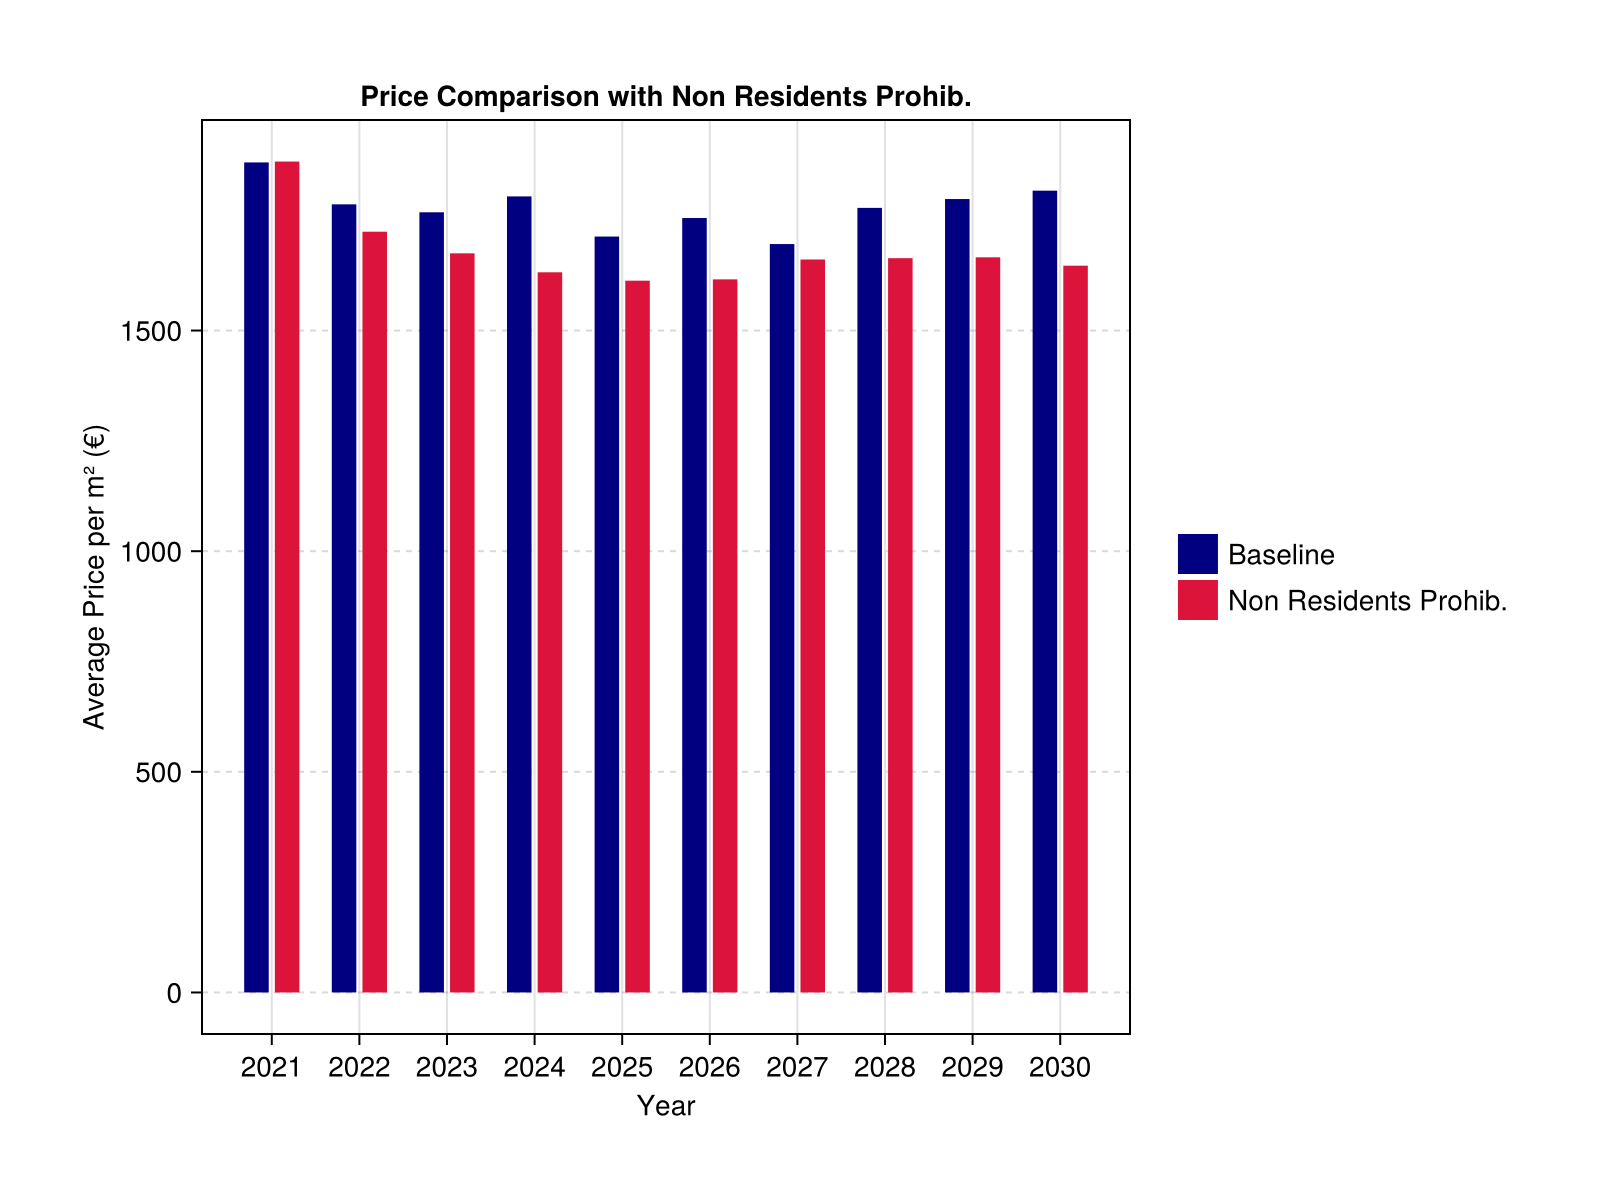 Price Comparison with Non Residents Prohib.
Average Price per m² (€)
1500
1000
500
0
2021 2022 2023 2024 2025 2026 2027 2028 2029 2030
Year
Baseline
Non Residents Prohib.